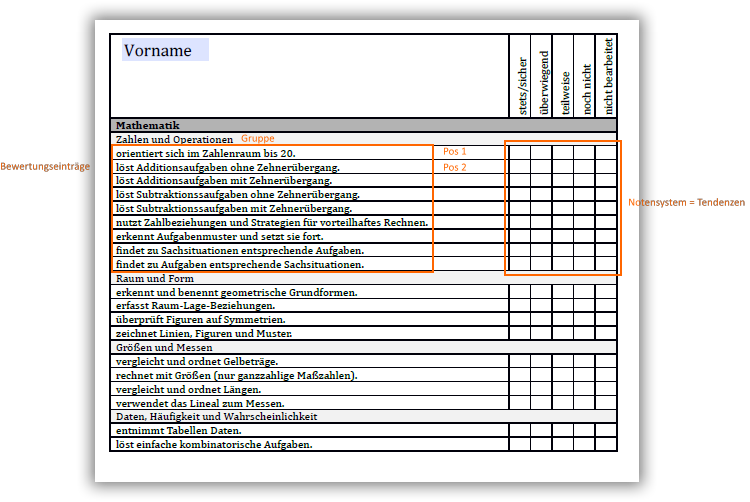 Vorname
stets/sicher
überwiegend
teilweise
noch nicht
nicht bearbeitet
Mathematik
Zahlen und Operationen Gruppe
orientiert sich im Zahlenraum bis 20. Pos 1
Bewertungseinträge
löst Additionsaufgaben ohne Zehnerübergang. Pos 2
löst Additionsaufgaben mit Zehnerübergang.
löst Subtraktionssaufgaben ohne Zehnerübergang.
Notensystem = Tendenzen
löst Subtraktionssaufgaben mit Zehnerübergang.
nutzt Zahlbeziehungen und Strategien für vorteilhaftes Rechnen.
erkennt Aufgabenmuster und setzt sie fort.
findet zu Sachsituationen entsprechende Aufgaben.
findet zu Aufgaben entsprechende Sachsituationen.
Raum und Form
erkennt und benennt geometrische Grundformen.
erfasst Raum-Lage-Beziehungen.
überprüft Figuren auf Symmetrien.
zeichnet Linien, Figuren und Muster.
Größen und Messen
vergleicht und ordnet Gelbeträge.
rechnet mit Größen (nur ganzzahlige Maßzahlen).
vergleicht und ordnet Längen.
verwendet das Lineal zum Messen.
Daten, Häufigkeit und Wahrscheinlichkeit
entnimmt Tabellen Daten.
löst einfache kombinatorische Aufgaben.